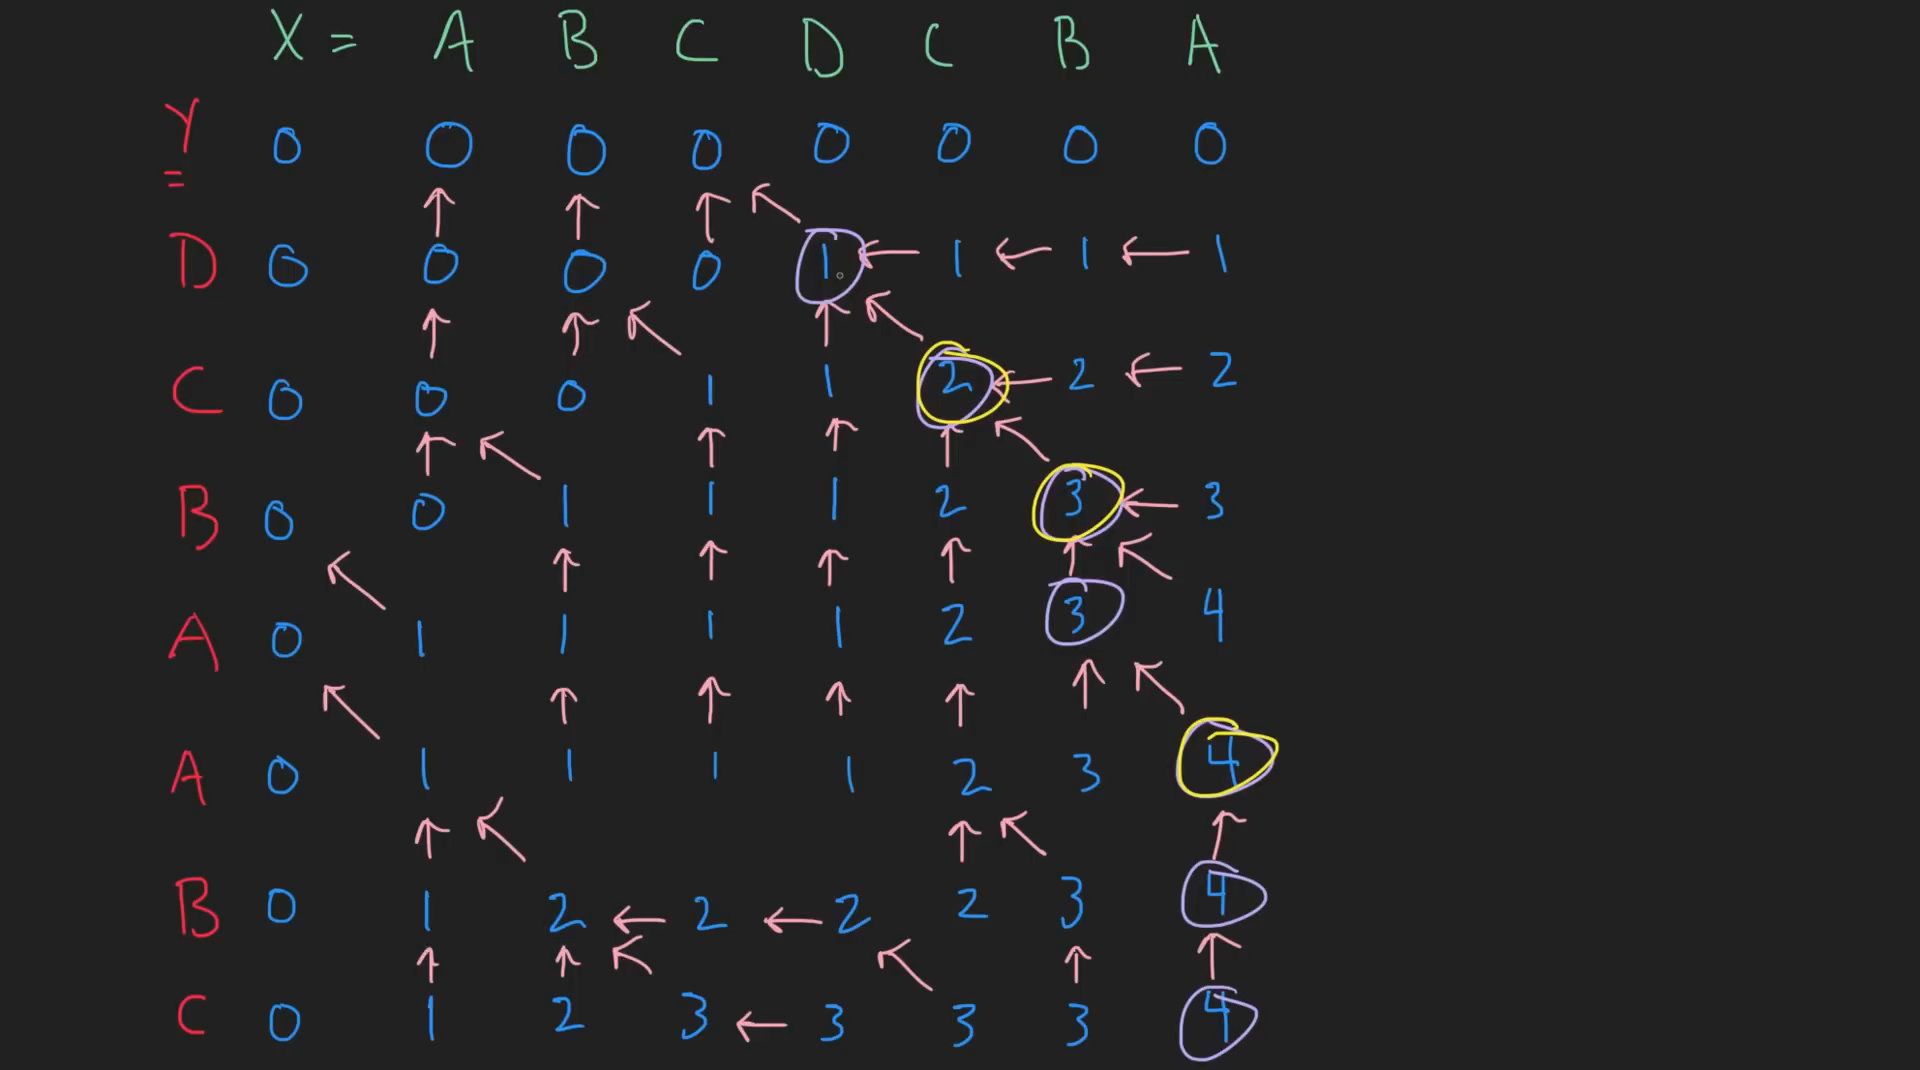 X = A B C D C B A
Y = 0 0 0 0 0 0 0 0
D 0 0 0 0 1 1 1 1
C 0 0 0 1 1 2 2 2
B 0 0 1 1 1 2 3 3
A 0 1 1 1 1 2 3 4
A 0 1 1 1 1 2 3 4
B 0 1 2 2 2 2 3 4
C 0 1 2 3 3 3 3 4